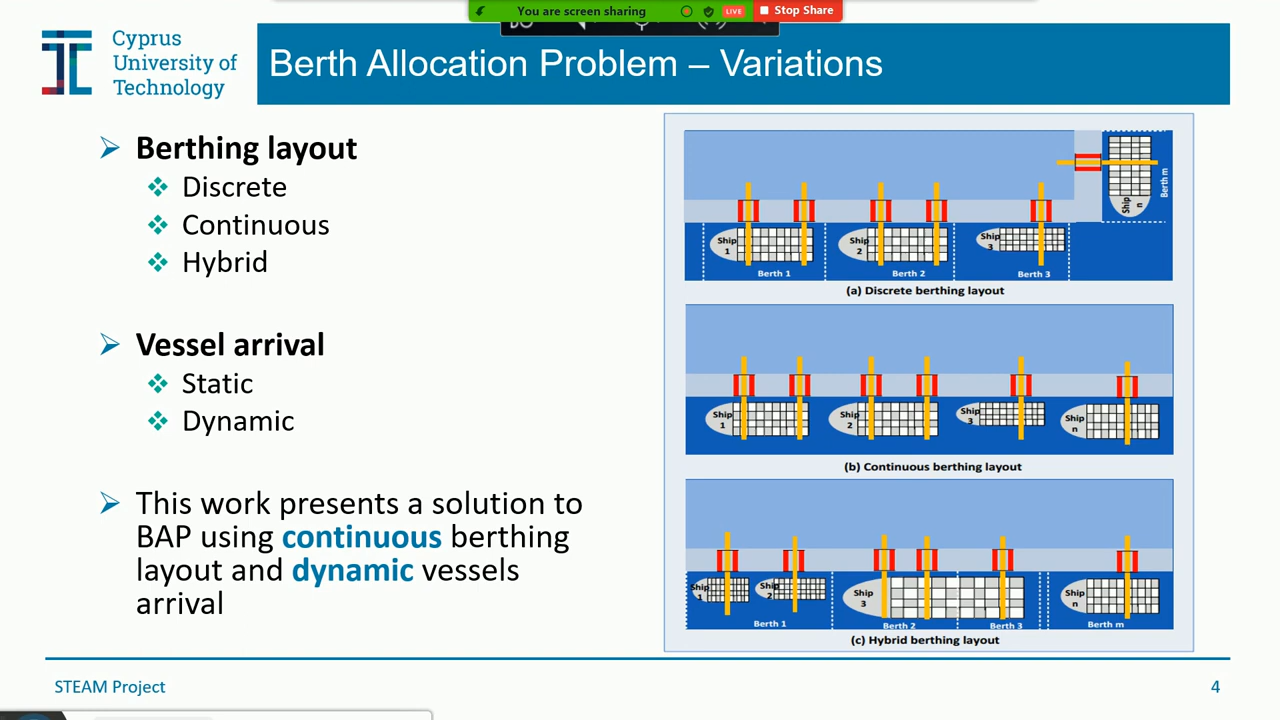 You are screen sharing
LIVE
Stop Share
Cyprus
University of
Technology
Berth Allocation Problem – Variations
Berthing layout
Discrete
Continuous
Hybrid
Vessel arrival
Static
Dynamic
This work presents a solution to
BAP using continuous berthing
layout and dynamic vessels
arrival
Ship
n
Berth m
Ship
1
Ship
2
Ship
3
Berth 1
Berth 2
Berth 3
(a) Discrete berthing layout
Ship
1
Ship
2
Ship
3
Ship
n
(b) Continuous berthing layout
Ship
1
Ship
2
Ship
3
Ship
n
Berth 1
Berth 2
Berth 3
Berth m
(c) Hybrid berthing layout
STEAM Project
4